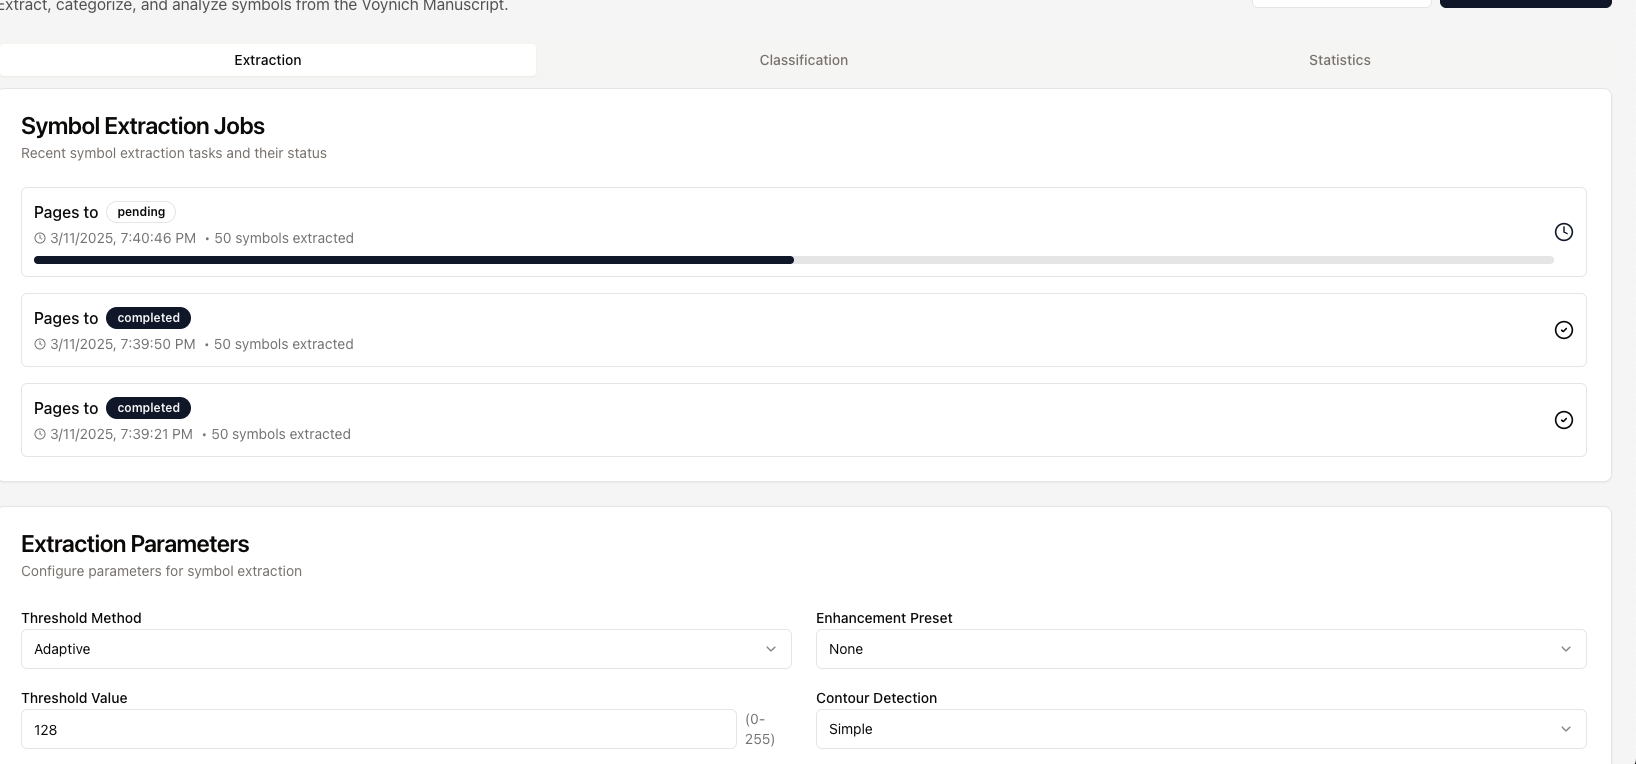 Extract, categorize, and analyze symbols from the Voynich Manuscript.
Extraction
Classification
Statistics
Symbol Extraction Jobs
Recent symbol extraction tasks and their status
Pages to pending
3/11/2025, 7:40:46 PM • 50 symbols extracted
Pages to completed
3/11/2025, 7:39:50 PM • 50 symbols extracted
Pages to completed
3/11/2025, 7:39:21 PM • 50 symbols extracted
Extraction Parameters
Configure parameters for symbol extraction
Threshold Method
Adaptive
Enhancement Preset
None
Threshold Value
128
(0-
255)
Contour Detection
Simple